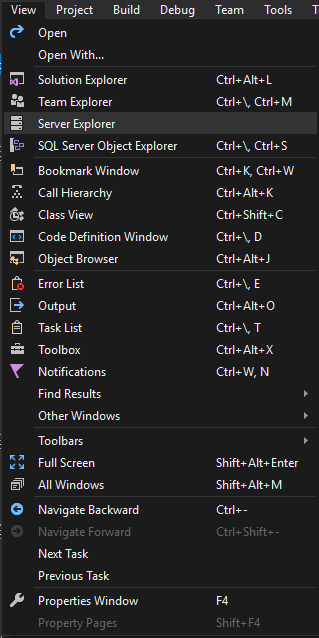 View Project Build Debug Team Tools
Open
Open With...
Solution Explorer Ctrl+Alt+L
Team Explorer Ctrl+\, Ctrl+M
Server Explorer
SQL Server Object Explorer Ctrl+\, Ctrl+S
Bookmark Window Ctrl+K, Ctrl+W
Call Hierarchy Ctrl+Alt+K
Class View Ctrl+Shift+C
Code Definition Window Ctrl+\, D
Object Browser Ctrl+Alt+J
Error List Ctrl+\, E
Output Ctrl+Alt+O
Task List Ctrl+\, T
Toolbox Ctrl+Alt+X
Notifications Ctrl+W, N
Find Results
Other Windows
Toolbars
Full Screen Shift+Alt+Enter
All Windows Shift+Alt+M
Navigate Backward Ctrl+-
Navigate Forward Ctrl+Shift+-
Next Task
Previous Task
Properties Window F4
Property Pages Shift+F4